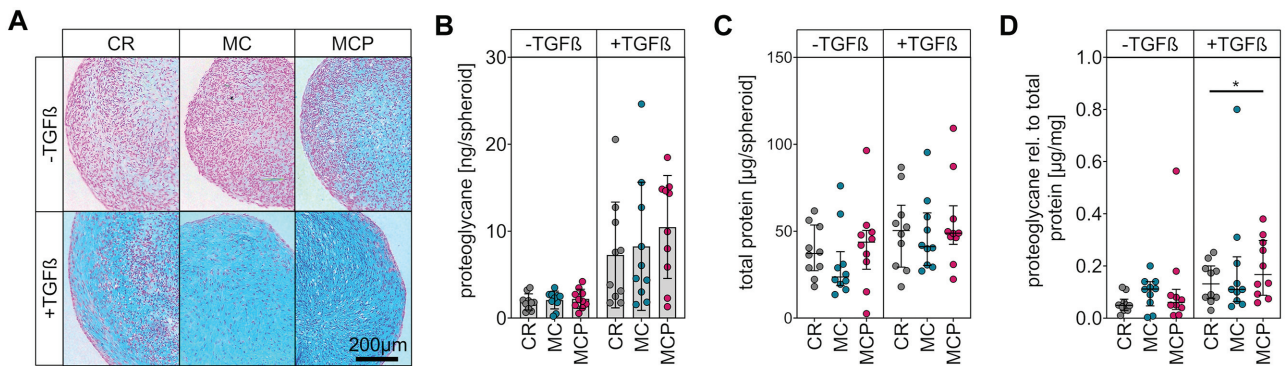 A
CR
MC
MCP
-TGFß
+TGFß
200µm
B
-TGFß
+TGFß
proteoglycane [ng/spheroid]
30
20
10
0
CR
MC
MCP
CR
MC
MCP
C
-TGFß
+TGFß
total protein [µg/spheroid]
150
100
50
0
CR
MC
MCP
CR
MC
MCP
D
-TGFß
+TGFß
proteoglycane rel. to total
protein [µg/mg]
1.0
0.8
0.6
0.4
0.2
0.0
*
CR
MC
MCP
CR
MC
MCP